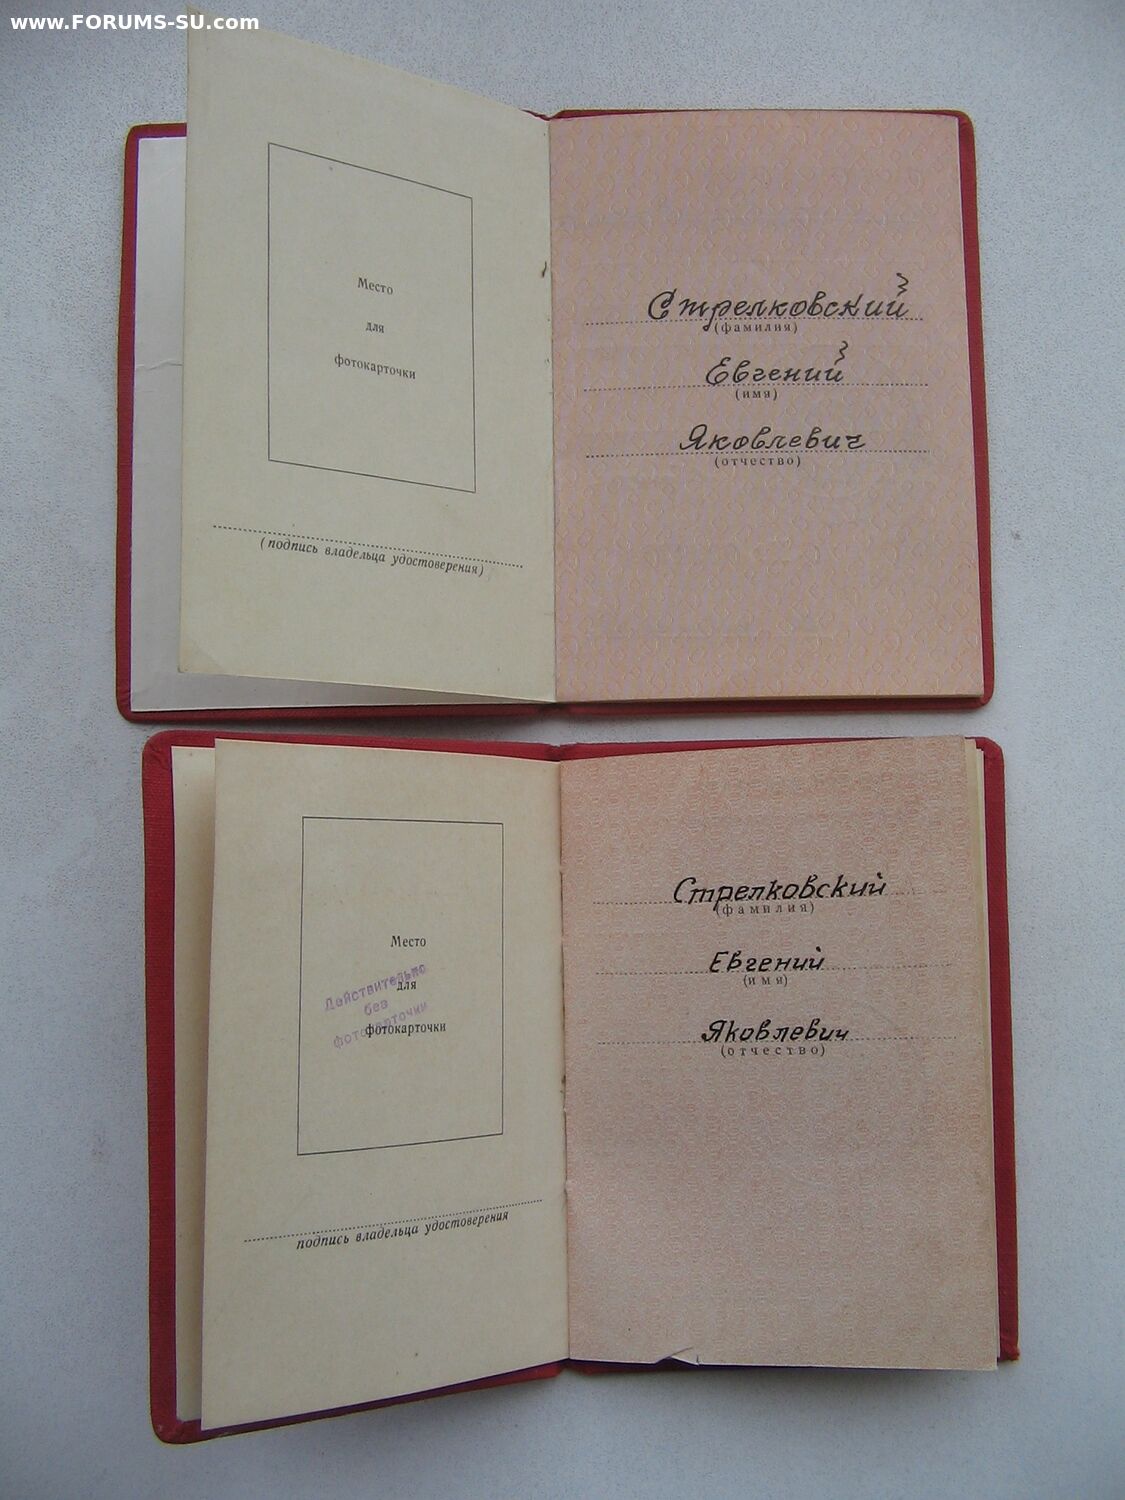 www.FORUMS-SU.com
Место
для
фотокарточки
(подпись владельца удостоверения)
Стрелковский
(фамилия)
Евгений
(имя)
Яковлевич
(отчество)
Место
для
фотокарточки
Действительно
без
фотокарточки
подпись владельца удостоверения
Стрелковский
(фамилия)
Евгений
(имя)
Яковлевич
(отчество)